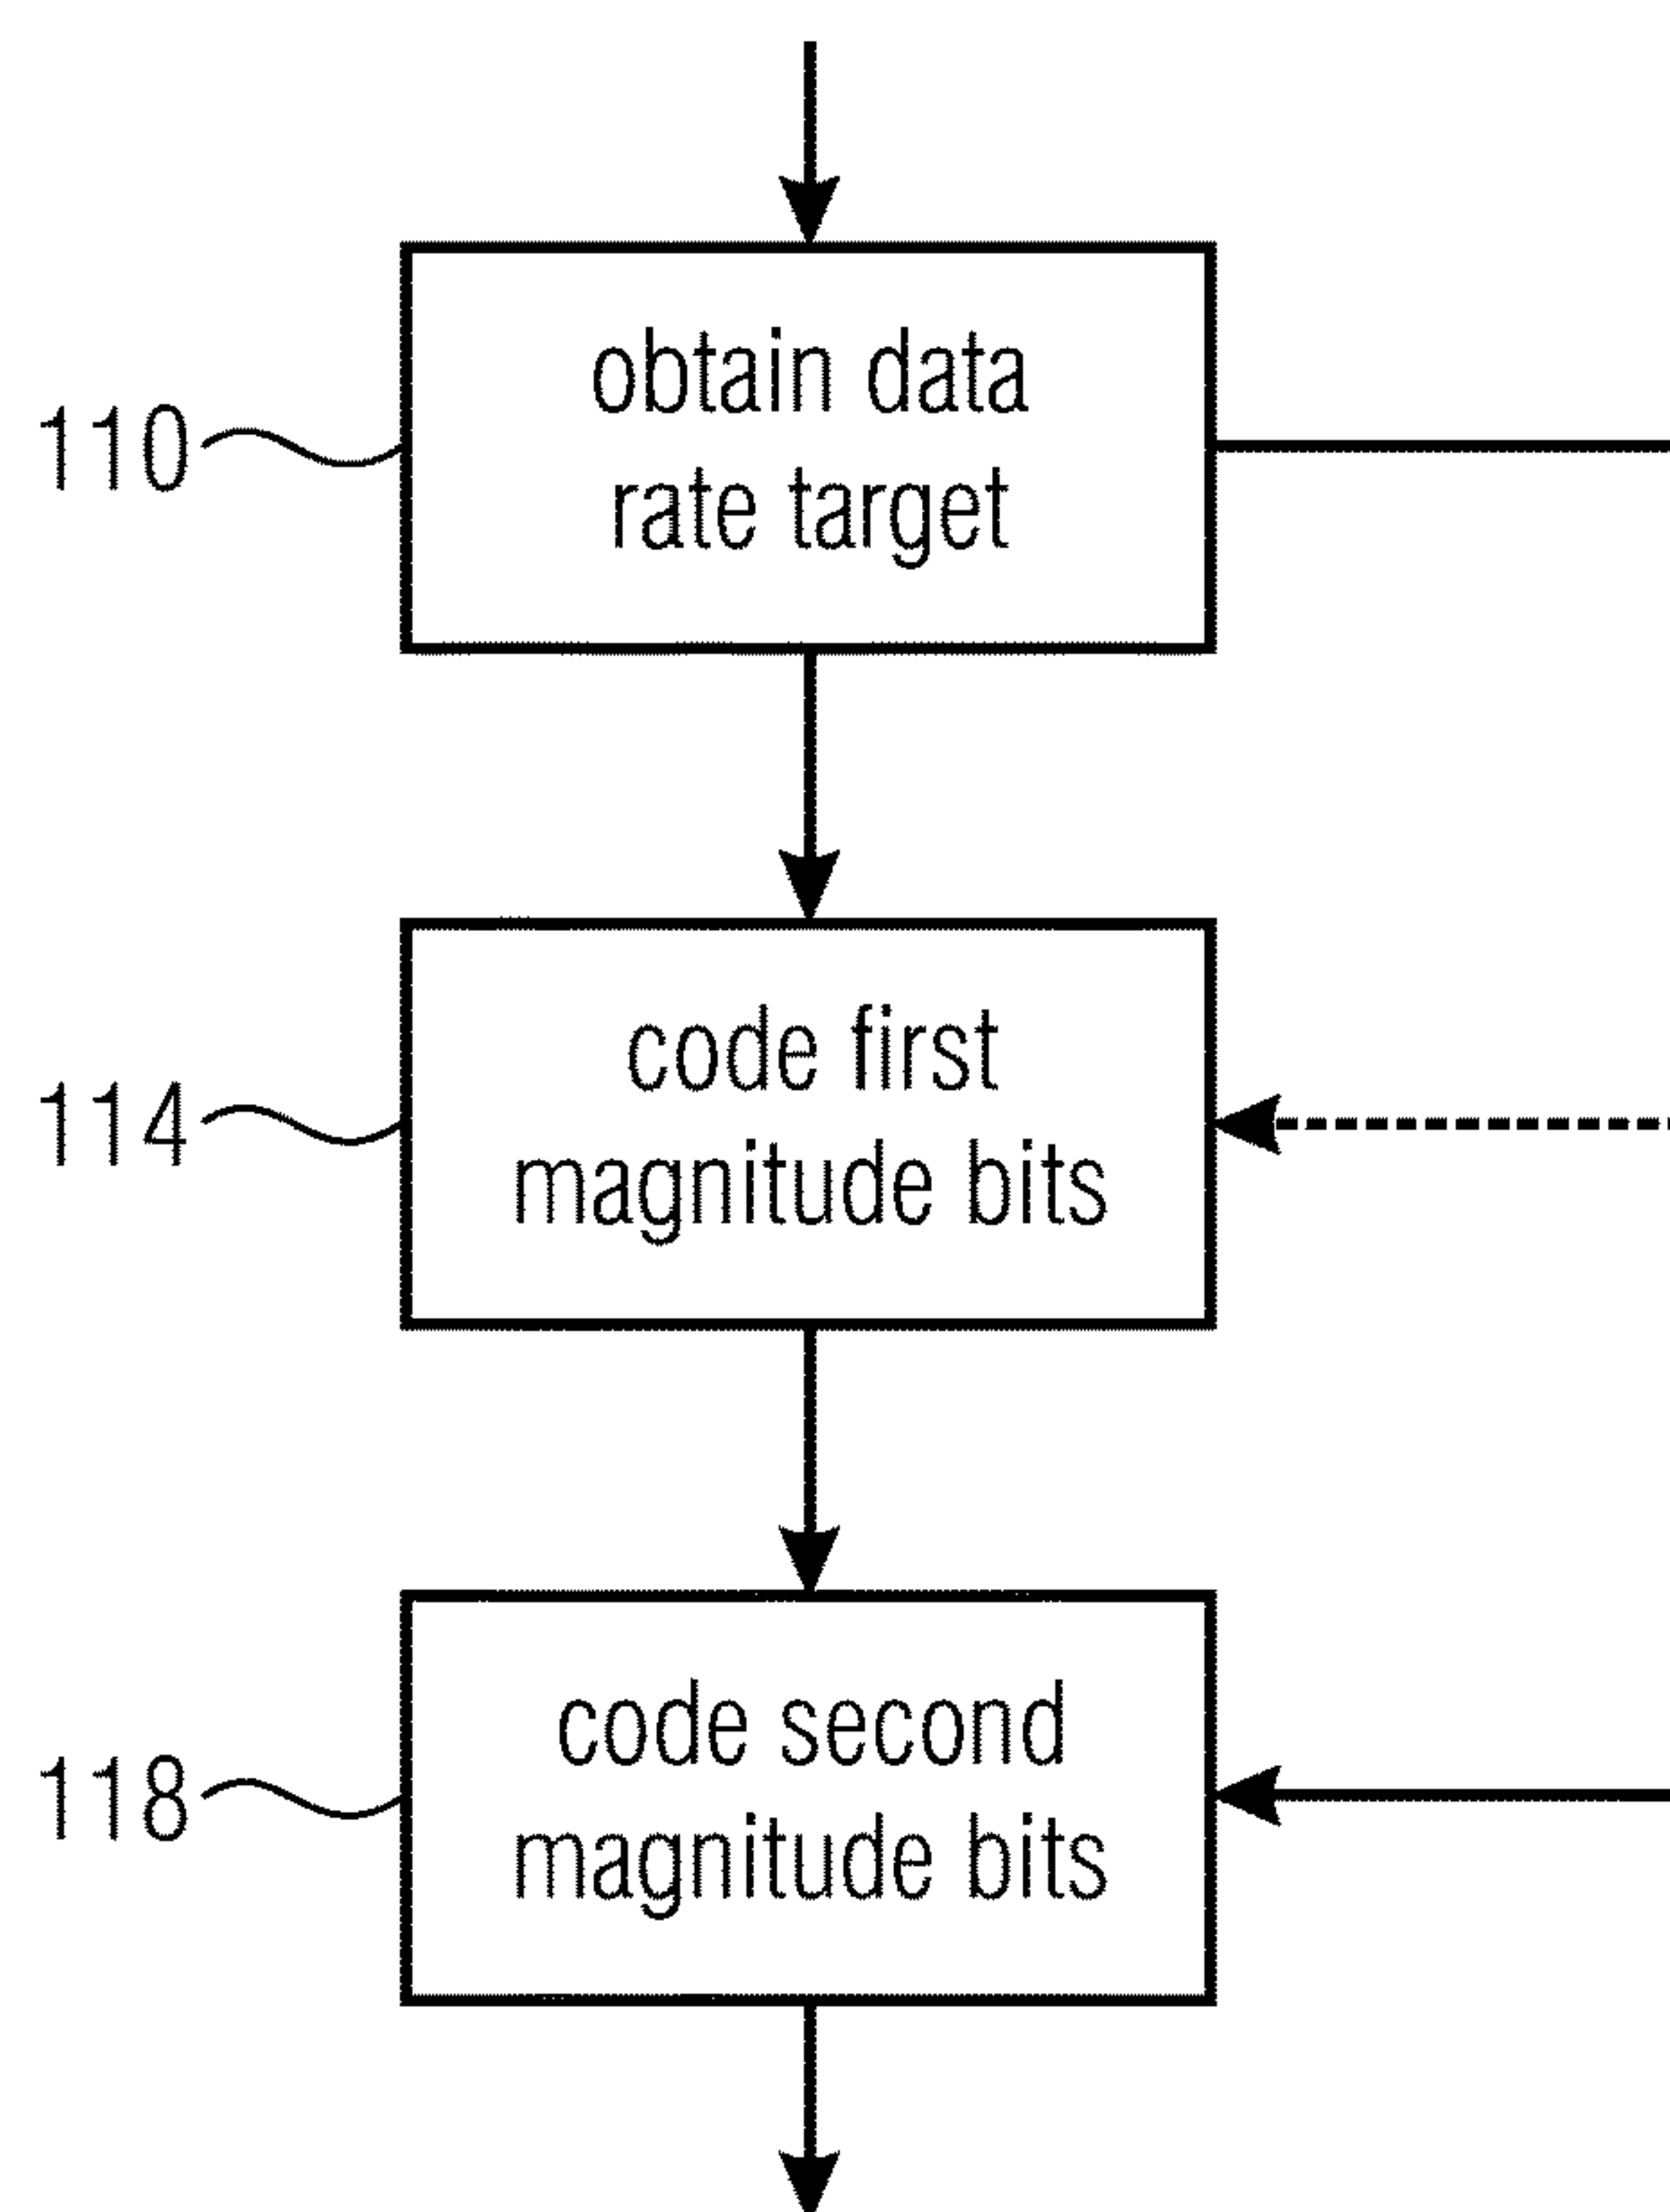 obtain data
110
rate target
code first
114
magnitude bits
code second
118
magnitude bits